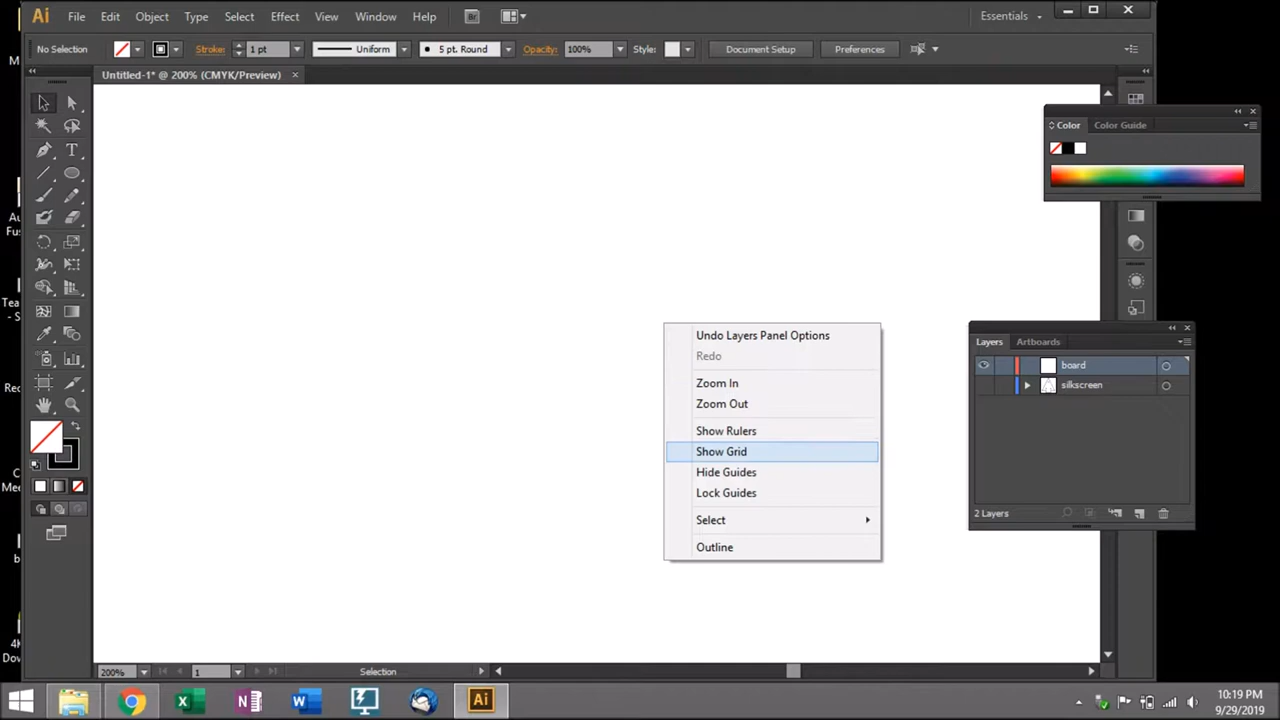 Ai File Edit Object Type Select Effect View Window Help Br Essentials
No Selection Stroke: 1 pt Uniform 5 pt. Round Opacity: 100% Style: Document Setup Preferences
Untitled-1* @ 200% (CMYK/Preview) ×
Color Color Guide
Undo Layers Panel Options
Redo
Zoom In
Zoom Out
Show Rulers
Show Grid
Hide Guides
Lock Guides
Select
Outline
Layers Artboards
board
silkscreen
2 Layers
200% 1 Selection
Ai
10:19 PM
9/29/2019